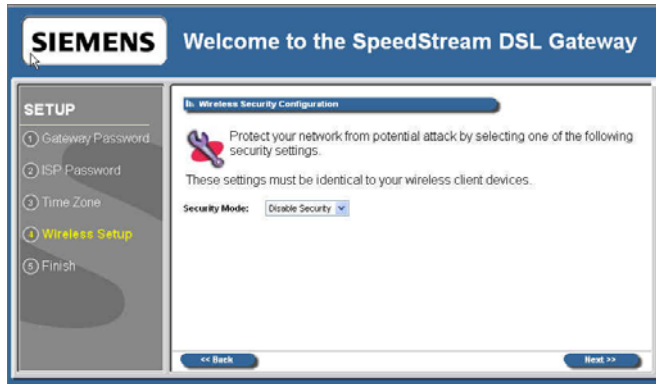 SIEMENS
Welcome to the SpeedStream DSL Gateway
SETUP
1 Gateway Password
2 ISP Password
3 Time Zone
4 Wireless Setup
5 Finish
Wireless Security Configuration
Protect your network from potential attack by selecting one of the following
security settings.
These settings must be identical to your wireless client devices.
Security Mode: Disable Security
<< Back
Next >>